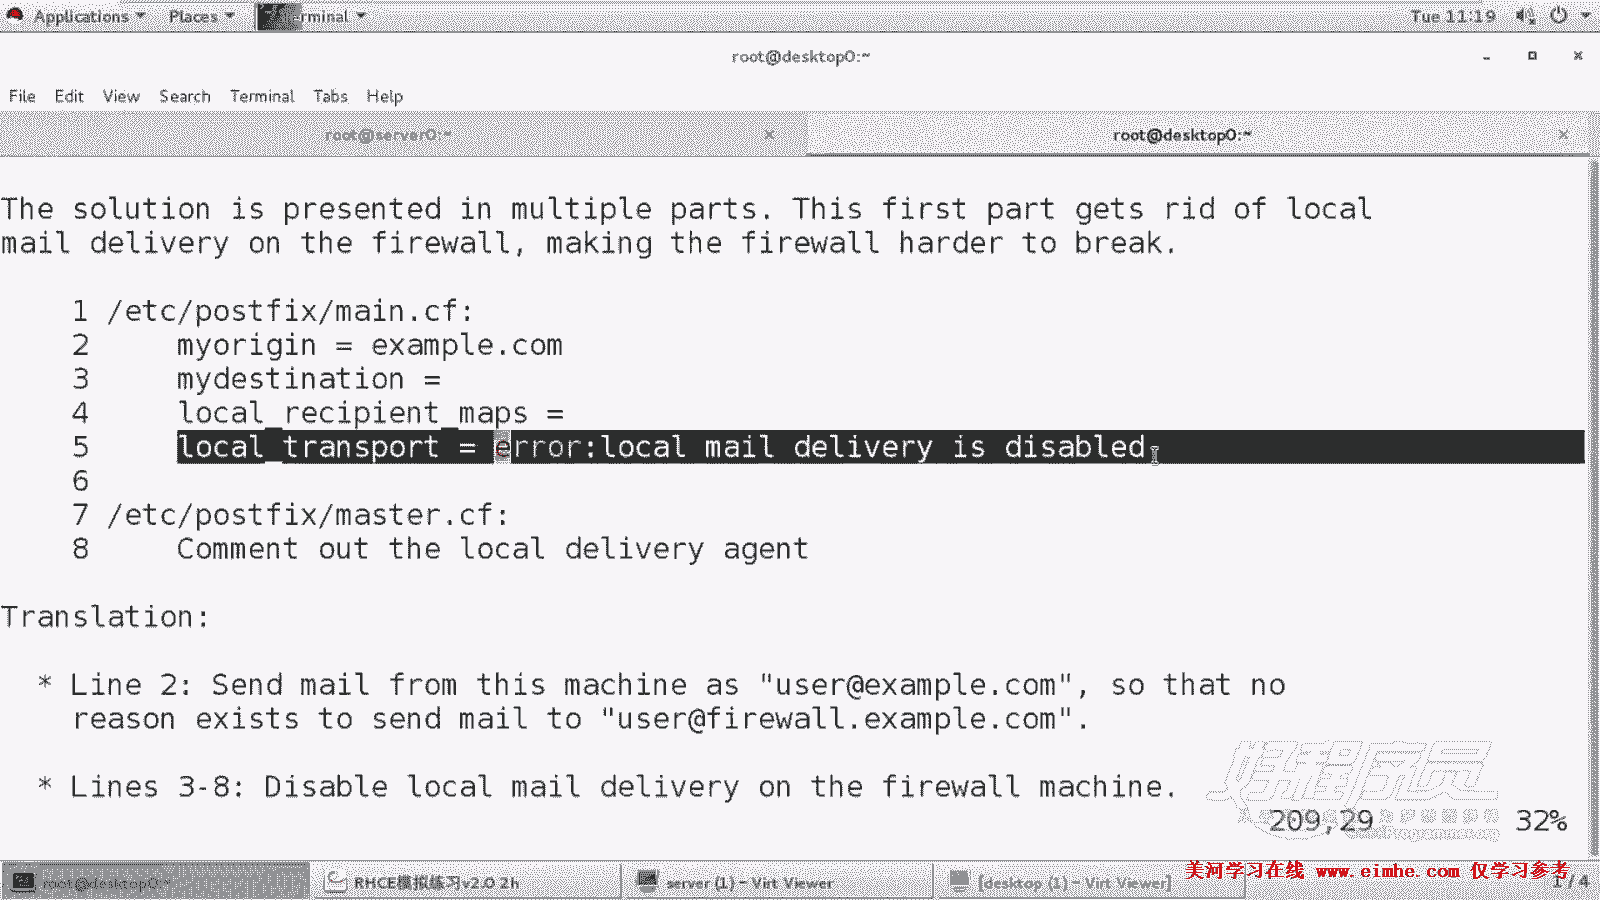 Applications Places Terminal Tue 11:19
root@desktop0:~
File Edit View Search Terminal Tabs Help
root@server0:~ root@desktop0:~
The solution is presented in multiple parts. This first part gets rid of local
mail delivery on the firewall, making the firewall harder to break.
1 /etc/postfix/main.cf:
2 myorigin = example.com
3 mydestination =
4 local_recipient_maps =
5 local_transport = error:local mail delivery is disabled
6
7 /etc/postfix/master.cf:
8 Comment out the local delivery agent
Translation:
* Line 2: Send mail from this machine as "user@example.com", so that no
reason exists to send mail to "user@firewall.example.com".
* Lines 3-8: Disable local mail delivery on the firewall machine.
好程序员
209,29 32%
root@desktop0:~ RHCE模拟练习v2.0 2h server (1) - Virt Viewer [desktop (1) - Virt Viewer] 1 / 4
美河学习在线 www.eimhe.com 仅学习参考